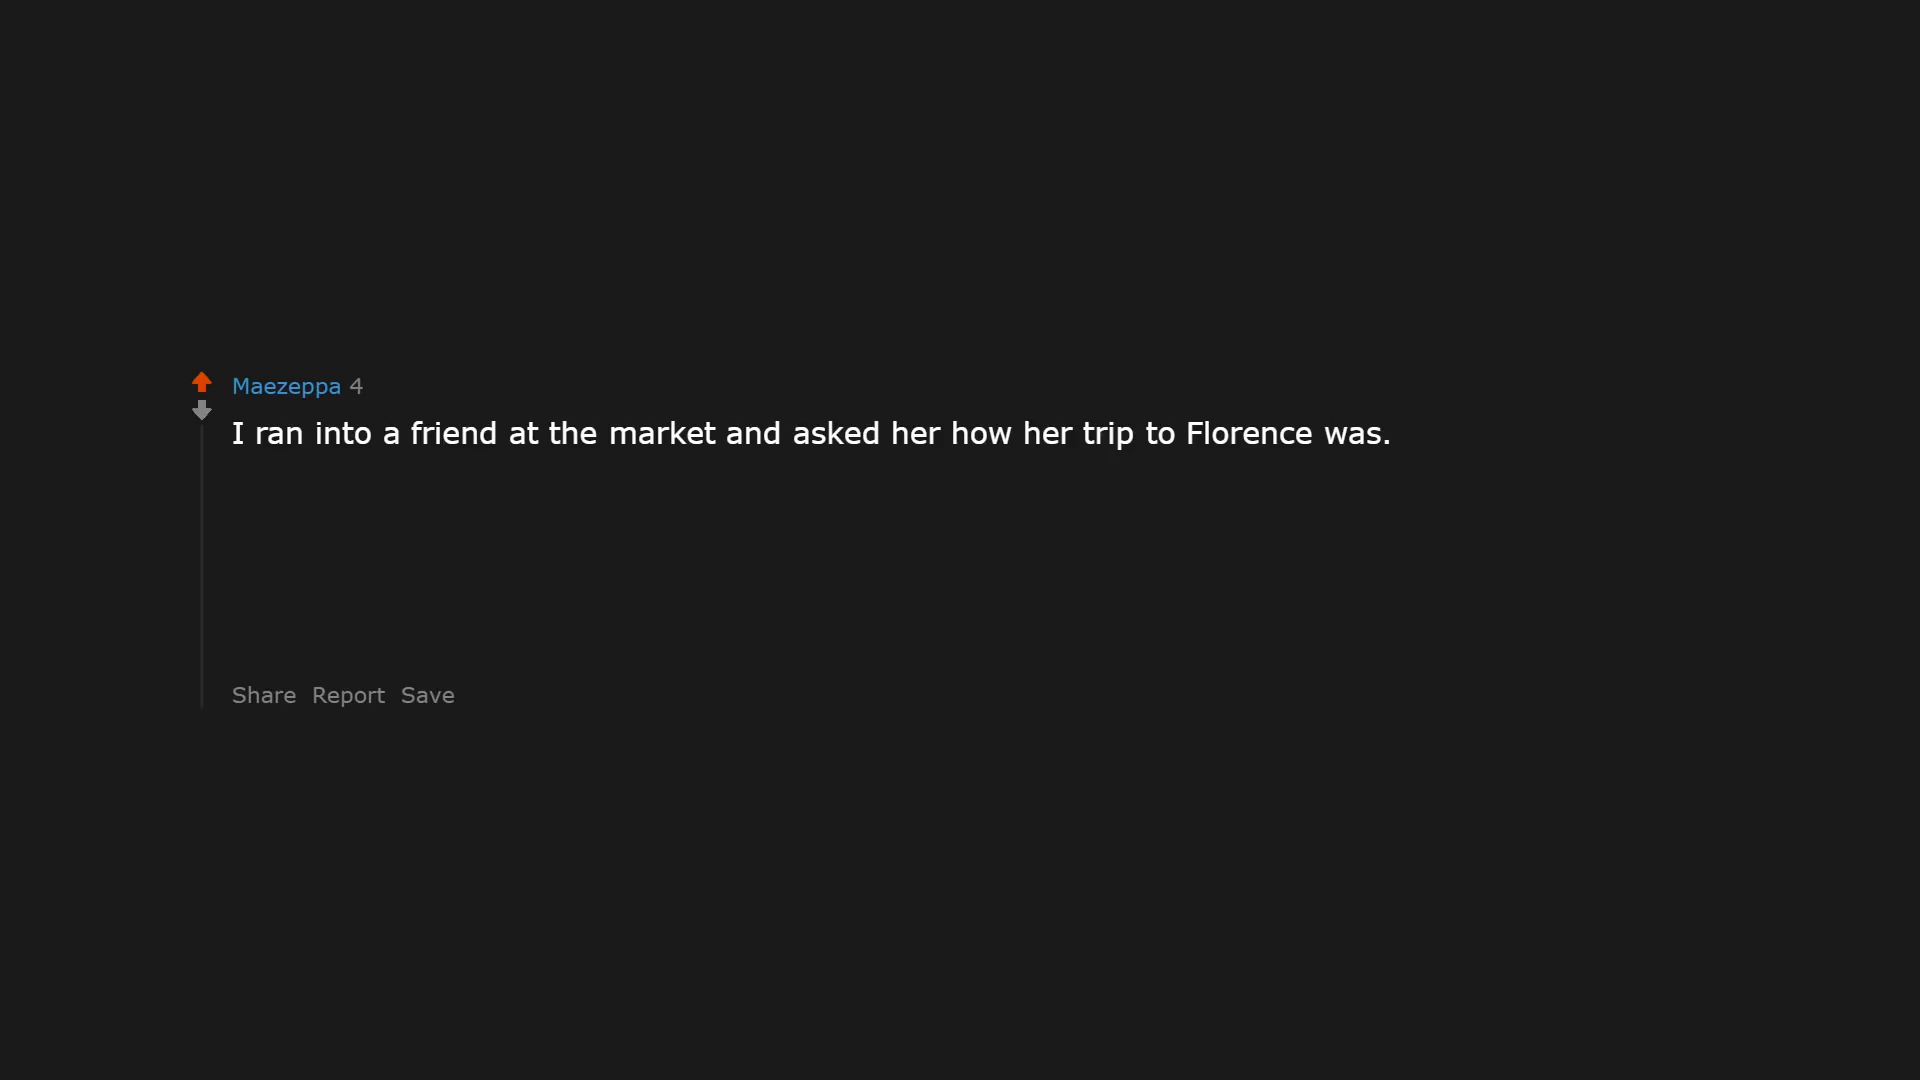 Maezeppa 4
I ran into a friend at the market and asked her how her trip to Florence was.
Share Report Save